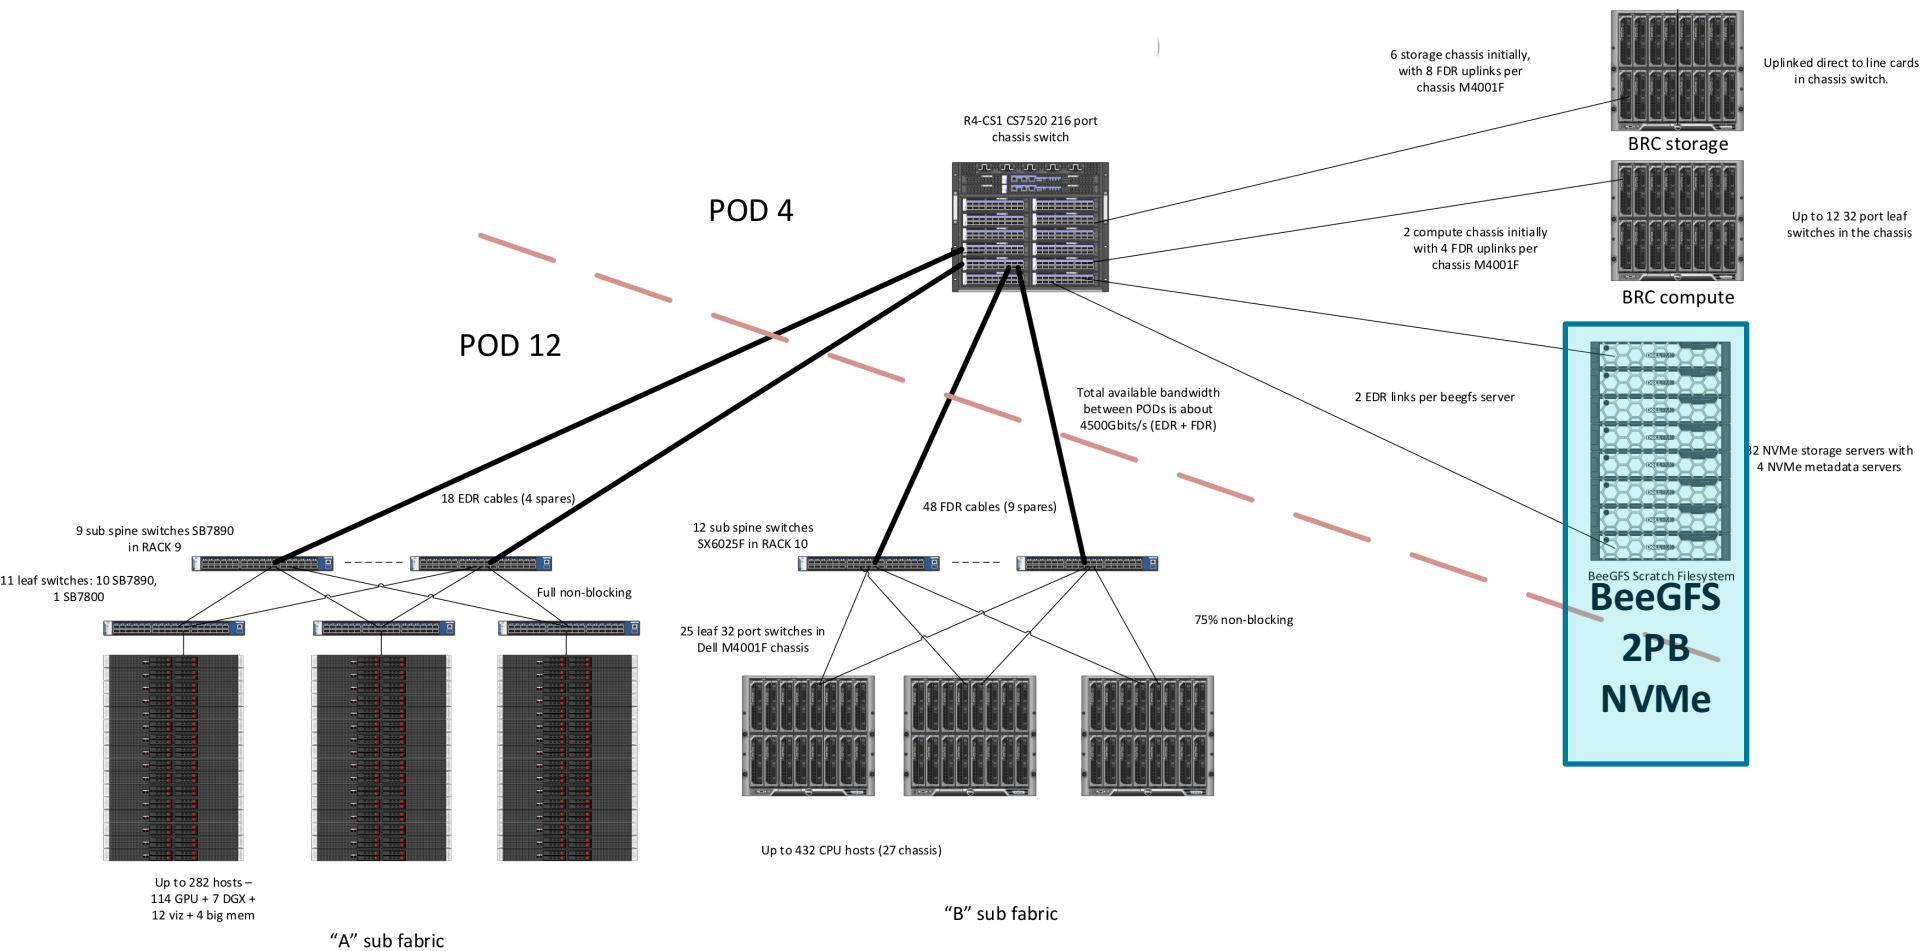 6 storage chassis initially,
with 8 FDR uplinks per
chassis M4001F
Uplinked direct to line cards
in chassis switch.
BRC storage
R4-CS1 CS7520 216 port
chassis switch
POD 4
2 compute chassis initially
with 4 FDR uplinks per
chassis M4001F
Up to 12 32 port leaf
switches in the chassis
BRC compute
POD 12
Total available bandwidth
between PODs is about
4500Gbits/s (EDR + FDR)
2 EDR links per beegfs server
32 NVMe storage servers with
4 NVMe metadata servers
18 EDR cables (4 spares)
48 FDR cables (9 spares)
9 sub spine switches SB7890
in RACK 9
12 sub spine switches
SX6025F in RACK 10
11 leaf switches: 10 SB7890,
1 SB7800
Full non-blocking
BeeGFS Scratch Filesystem
BeeGFS
2PB
NVMe
25 leaf 32 port switches in
Dell M4001F chassis
75% non-blocking
Up to 432 CPU hosts (27 chassis)
Up to 282 hosts –
114 GPU + 7 DGX +
12 viz + 4 big mem
“A” sub fabric
“B” sub fabric